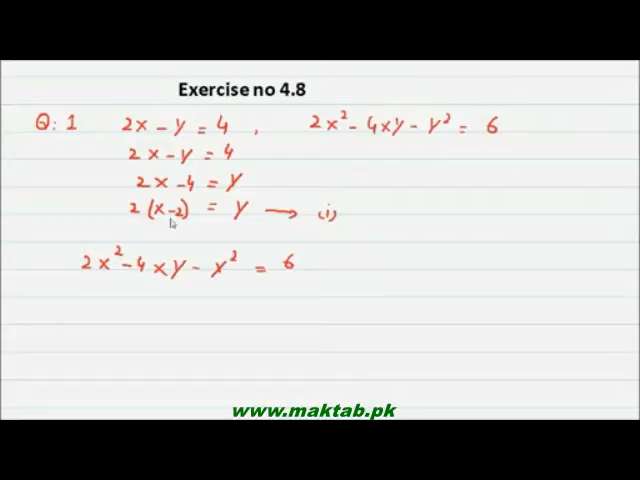 Exercise no 4.8
Q: 1 2x - y = 4 , 2x² - 4xy - y² = 6
2x - y = 4
2x - 4 = y
2 (x - 2) = y → (i)
2x² - 4xy - x² = 6
www.maktab.pk